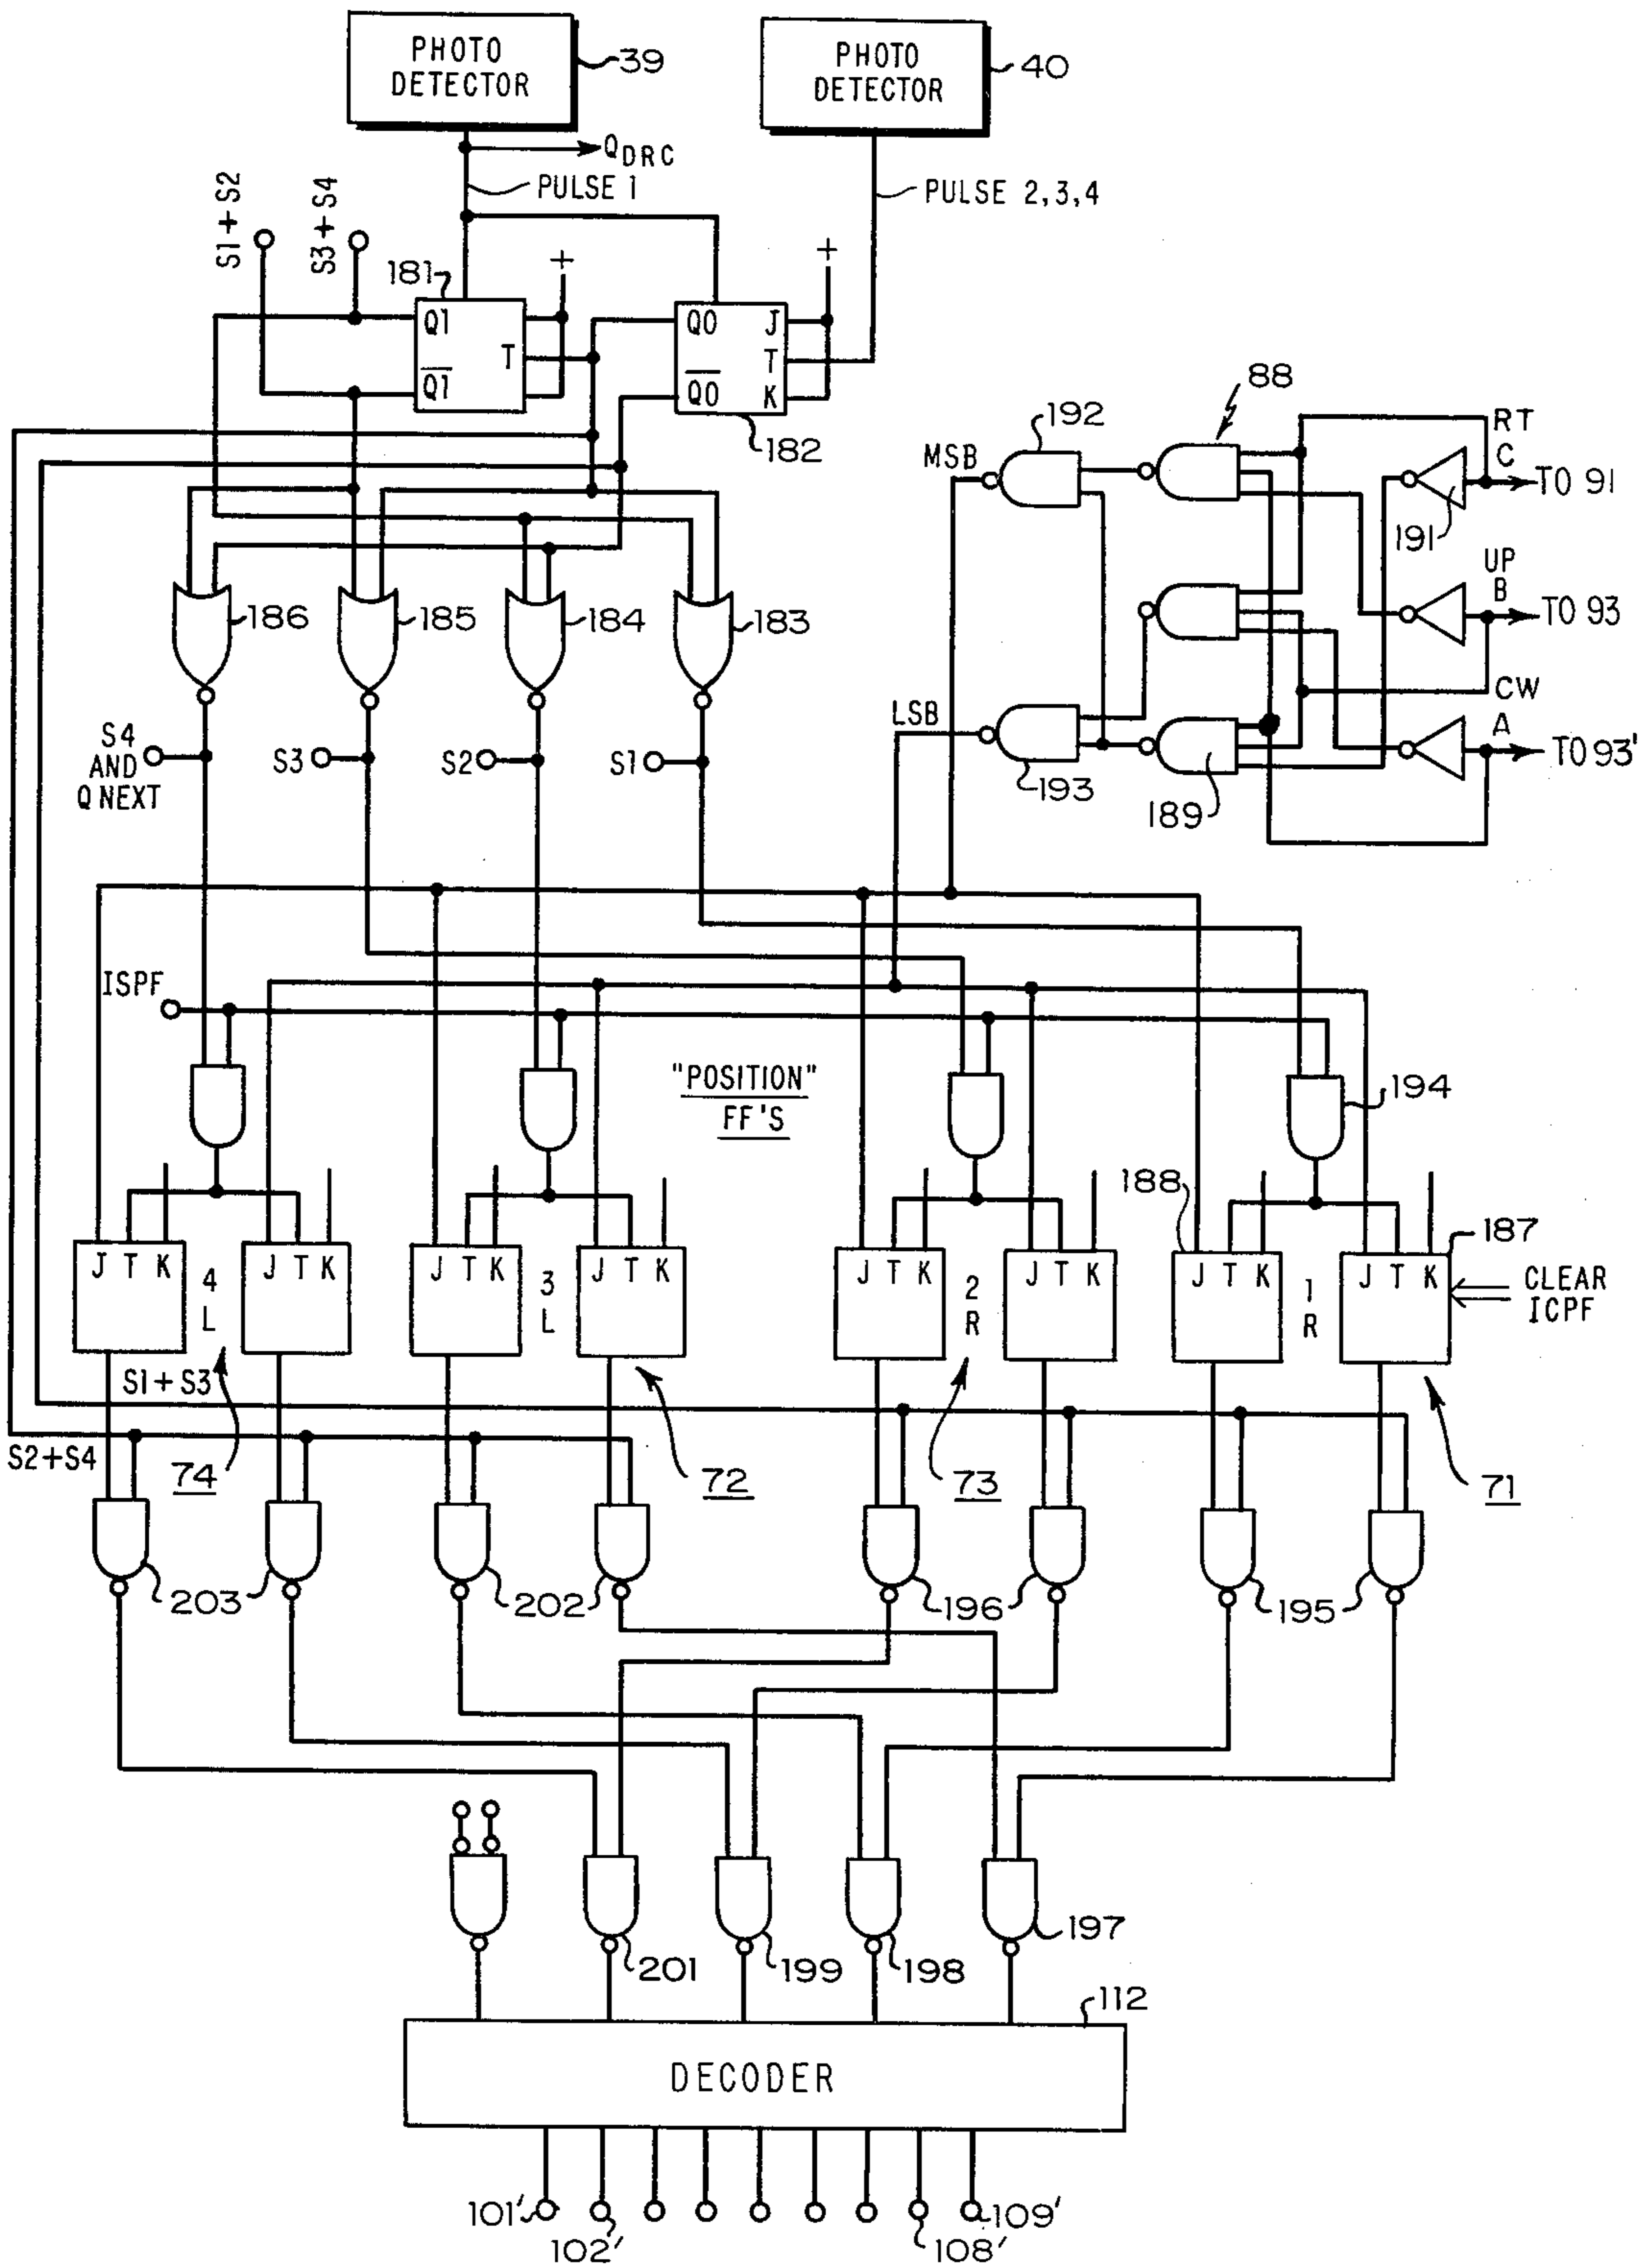 PHOTO
DETECTOR
39
PHOTO
DETECTOR
40
QDRC
PULSE 1
PULSE 2,3,4
S1+S2
S3+S4
181
+
+
Q1
T
Q1
Q0
J
T
Q0
K
182
88
192
MSB
RT
C
TO 91
191
UP
B
TO 93
CW
A
TO 93'
LSB
193
189
186
185
184
183
S4
AND
Q NEXT
S3
S2
S1
ISPF
"POSITION"
FF'S
194
188
187
J T K
4
L
J T K
J T K
3
L
J T K
J T K
2
R
J T K
J T K
1
R
J T K
CLEAR
ICPF
S1+S3
S2+S4
74
72
73
71
203
202
196
195
201
199
198
197
112
DECODER
101'
102'
108'
109'